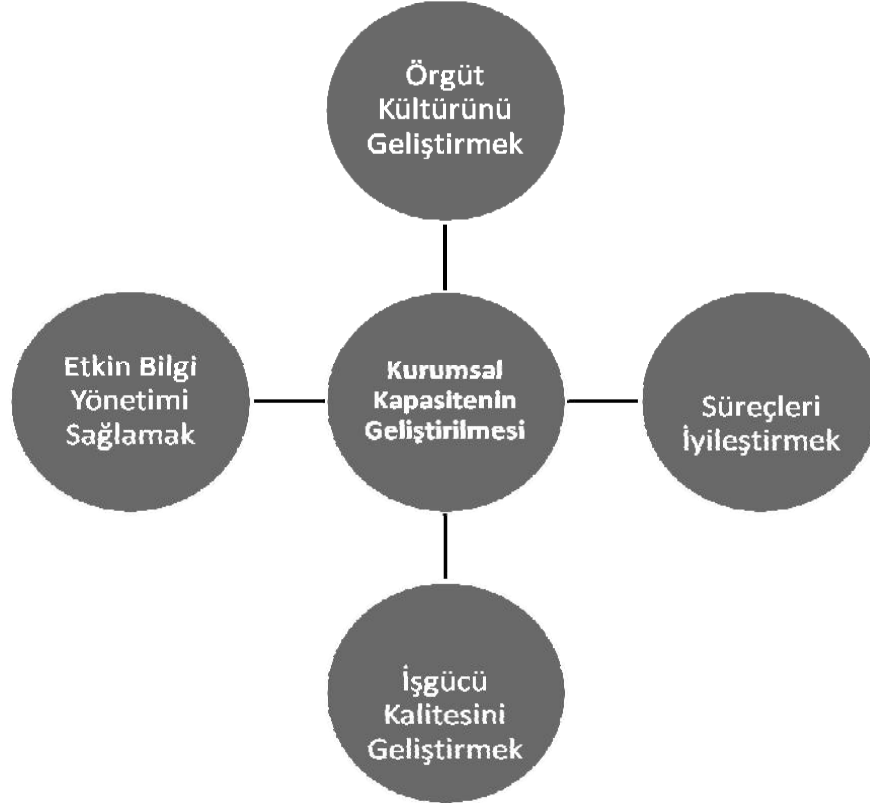 Örgüt
Kültürünü
Geliştirmek
Etkin Bilgi
Yönetimi
Sağlamak
Kurumsal
Kapasitenin
Geliştirilmesi
Süreçleri
İyileştirmek
İşgücü
Kalitesini
Geliştirmek